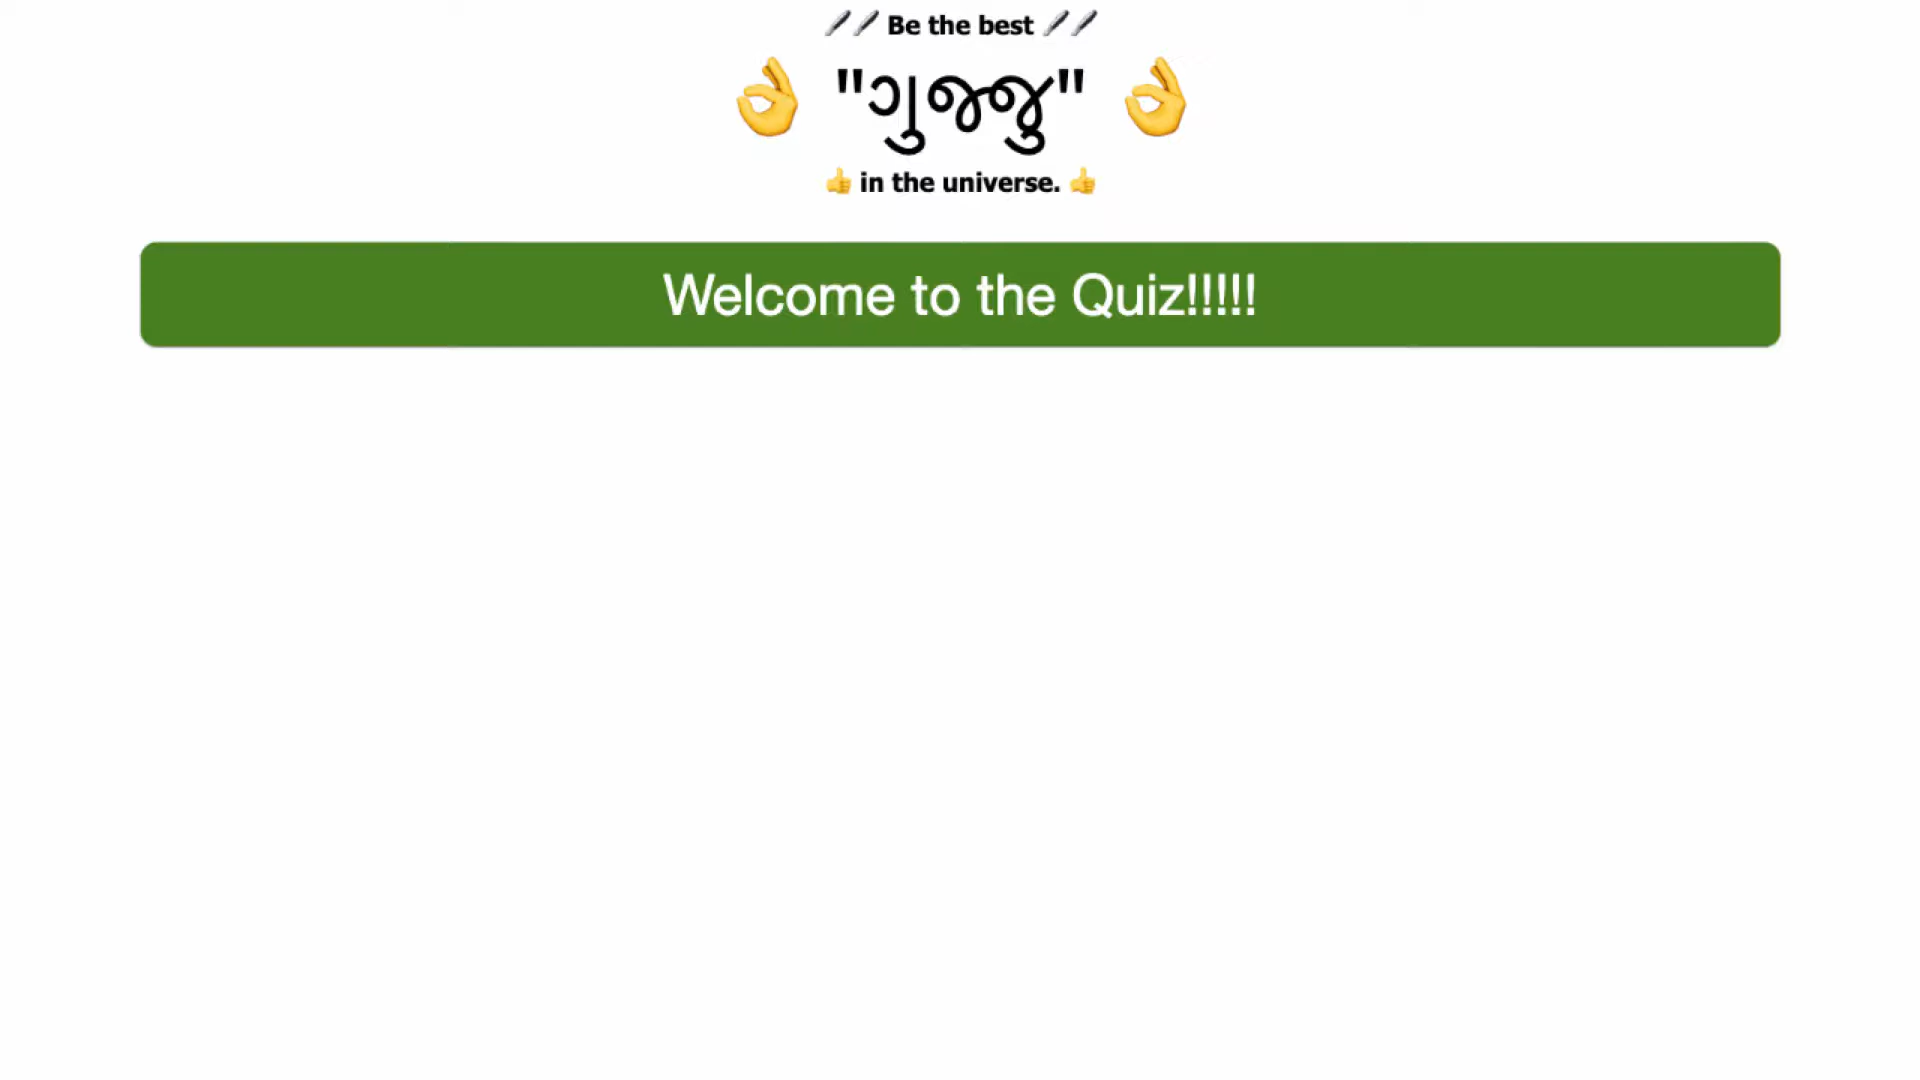 Be the best
"ગુજ્જુ"
in the universe.
Welcome to the Quiz!!!!!